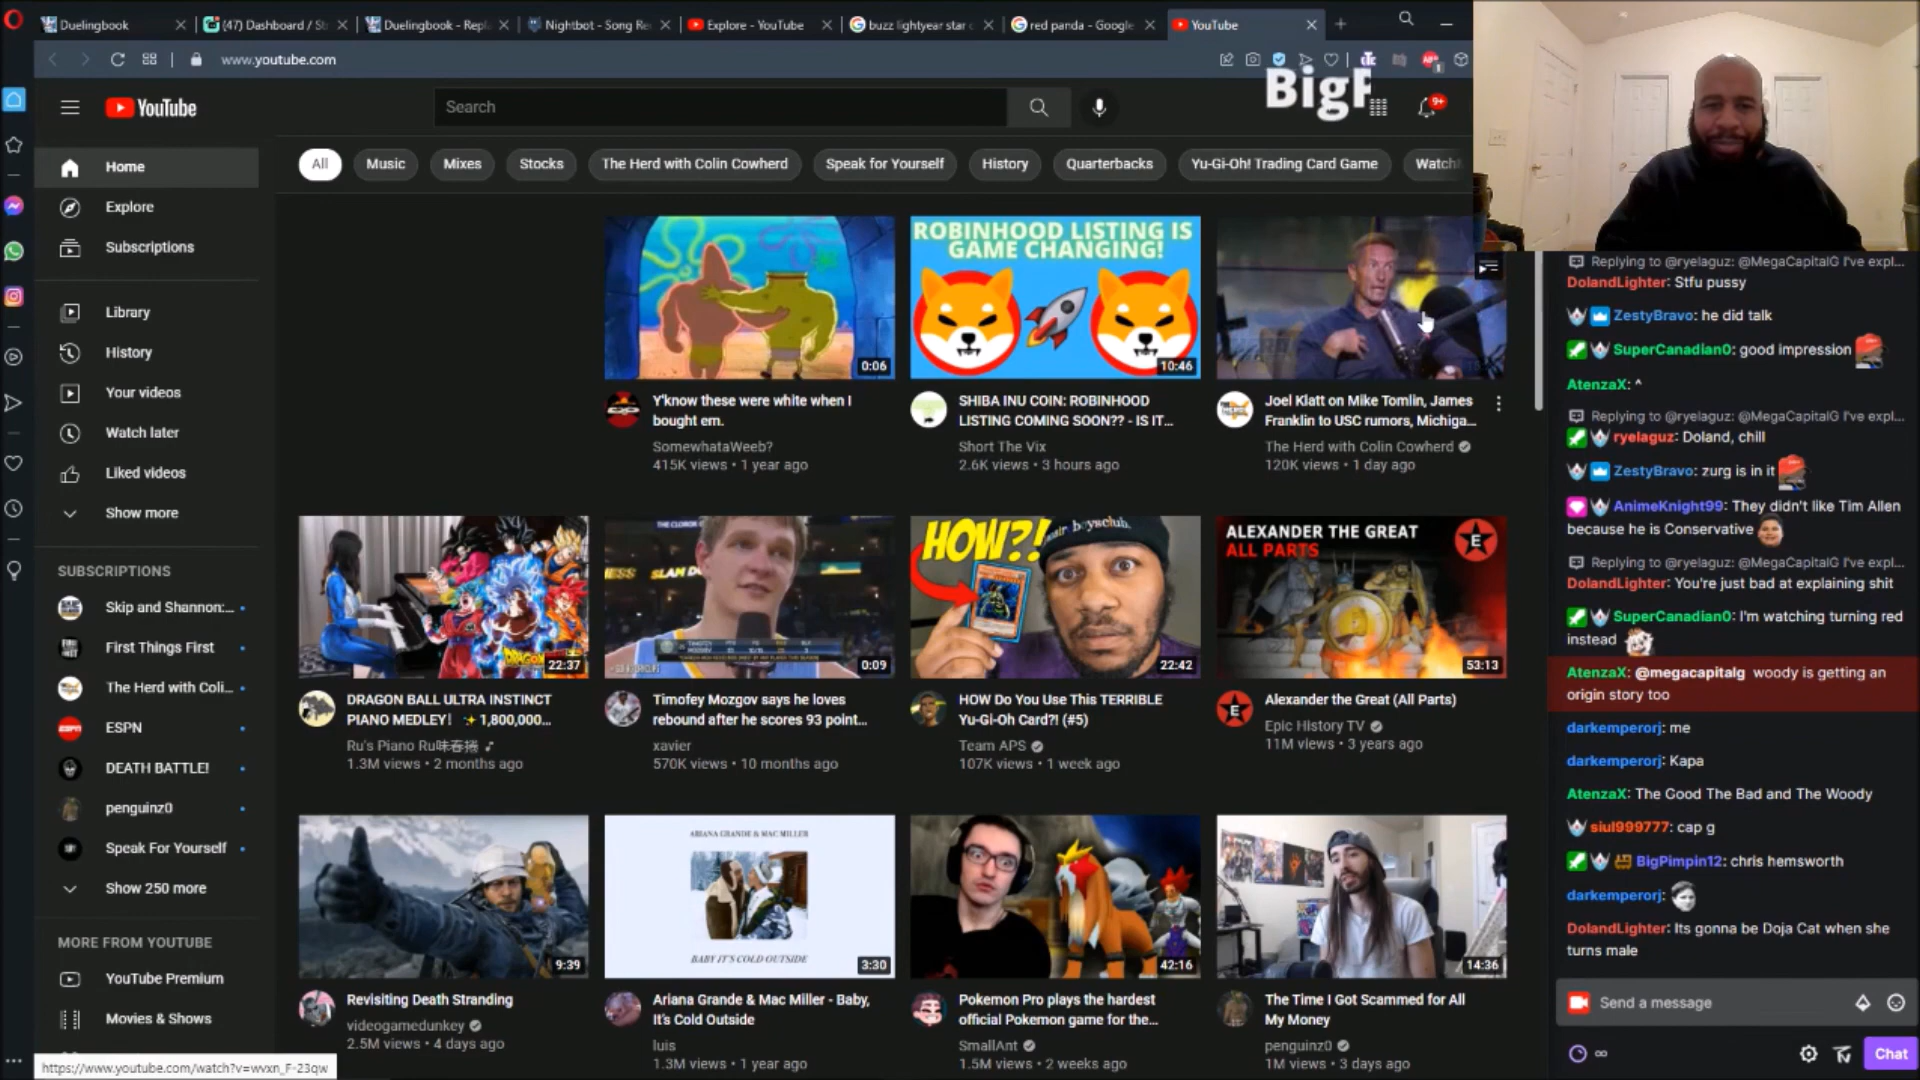 Duelingbook
(47) Dashboard / St
Duelingbook - Repl
Nightbot - Song Re
Explore - YouTube
buzz lightyear star
red panda - Google
YouTube
www.youtube.com
YouTube
Search
BigP
9+
All
Music
Mixes
Stocks
The Herd with Colin Cowherd
Speak for Yourself
History
Quarterbacks
Yu-Gi-Oh! Trading Card Game
Watch
Home
Explore
Subscriptions
Library
History
Your videos
Watch later
Liked videos
Show more
SUBSCRIPTIONS
Skip and Shannon:...
First Things First
The Herd with Coli...
ESPN
DEATH BATTLE!
penguinz0
Speak For Yourself
Show 250 more
MORE FROM YOUTUBE
YouTube Premium
Movies & Shows
https://www.youtube.com/watch?v=wvxn_F-23qw
0:06
Y'know these were white when I
bought em.
SomewhataWeeb?
415K views • 1 year ago
ROBINHOOD LISTING IS
GAME CHANGING!
10:46
SHIBA INU COIN: ROBINHOOD
LISTING COMING SOON?? - IS IT...
Short The Vix
2.6K views • 3 hours ago
Joel Klatt on Mike Tomlin, James
Franklin to USC rumors, Michiga...
The Herd with Colin Cowherd
120K views • 1 day ago
22:37
DRAGON BALL ULTRA INSTINCT
PIANO MEDLEY! ✨1,800,000...
Ru's Piano Ru味春捲 ♪
1.3M views • 2 months ago
SLAM DU
0:09
Timofey Mozgov says he loves
rebound after he scores 93 point...
xavier
570K views • 10 months ago
HOW?!
boysclub.
22:42
HOW Do You Use This TERRIBLE
Yu-Gi-Oh Card?! (#5)
Team APS
107K views • 1 week ago
ALEXANDER THE GREAT
ALL PARTS
E
53:13
E
Alexander the Great (All Parts)
Epic History TV
11M views • 3 years ago
9:39
Revisiting Death Stranding
videogamedunkey
2.5M views • 4 days ago
ARIANA GRANDE & MAC MILLER
BABY IT'S COLD OUTSIDE
3:30
Ariana Grande & Mac Miller - Baby,
It's Cold Outside
luis
1.3M views • 1 year ago
42:16
Pokemon Pro plays the hardest
official Pokemon game for the...
SmallAnt
1.5M views • 2 weeks ago
14:36
The Time I Got Scammed for All
My Money
penguinz0
1M views • 3 days ago
Replying to @ryelaguz: @MegaCapitalG I've expl...
DolandLighter: Stfu pussy
ZestyBravo: he did talk
SuperCanadian0: good impression
AtenzaX: ^
Replying to @ryelaguz: @MegaCapitalG I've expl...
ryelaguz: Doland, chill
ZestyBravo: zurg is in it
AnimeKnight99: They didn't like Tim Allen
because he is Conservative
Replying to @ryelaguz: @MegaCapitalG I've expl...
DolandLighter: You're just bad at explaining shit
SuperCanadian0: I'm watching turning red
instead
AtenzaX: @megacapitalg woody is getting an
origin story too
darkemperorj: me
darkemperorj: Kapa
AtenzaX: The Good The Bad and The Woody
siul999777: cap g
BigPimpin12: chris hemsworth
darkemperorj:
DolandLighter: Its gonna be Doja Cat when she
turns male
Send a message
∞
Chat